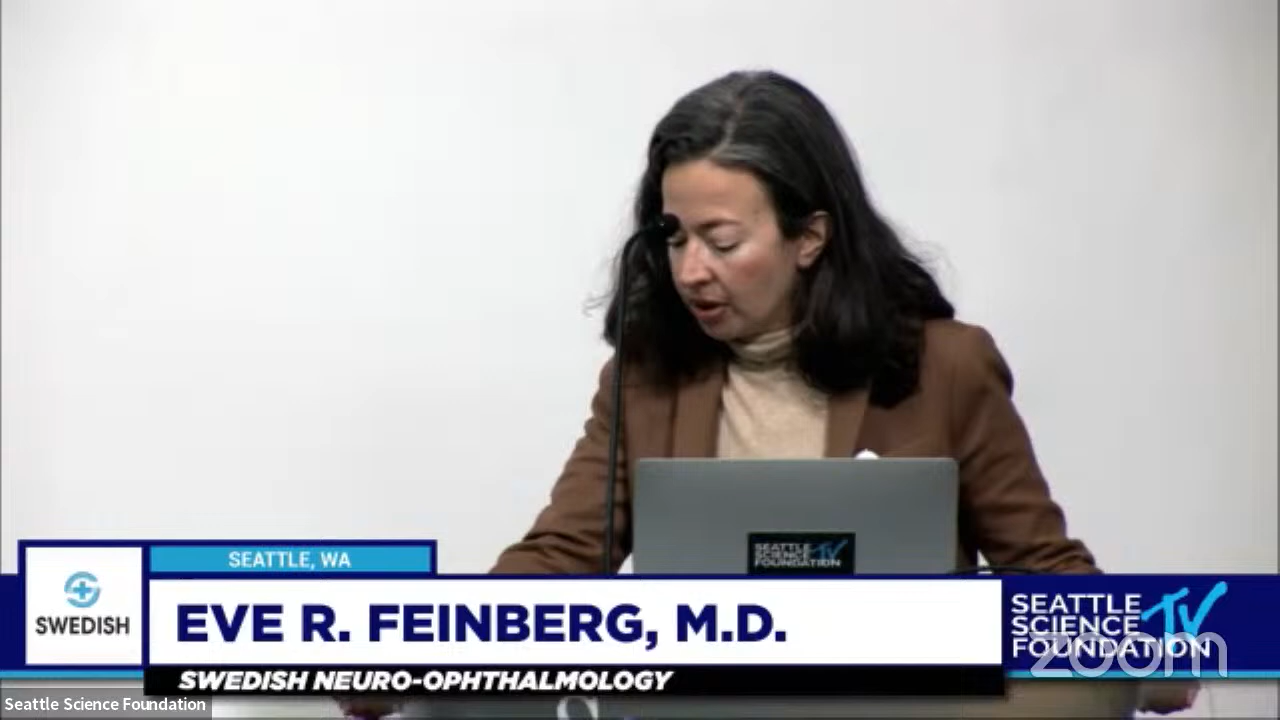 SEATTLE
SCIENCE TV
FOUNDATION
SEATTLE, WA
SWEDISH
EVE R. FEINBERG, M.D.
SWEDISH NEURO-OPHTHALMOLOGY
SEATTLE
SCIENCE TV
FOUNDATION
zoom
Seattle Science Foundation